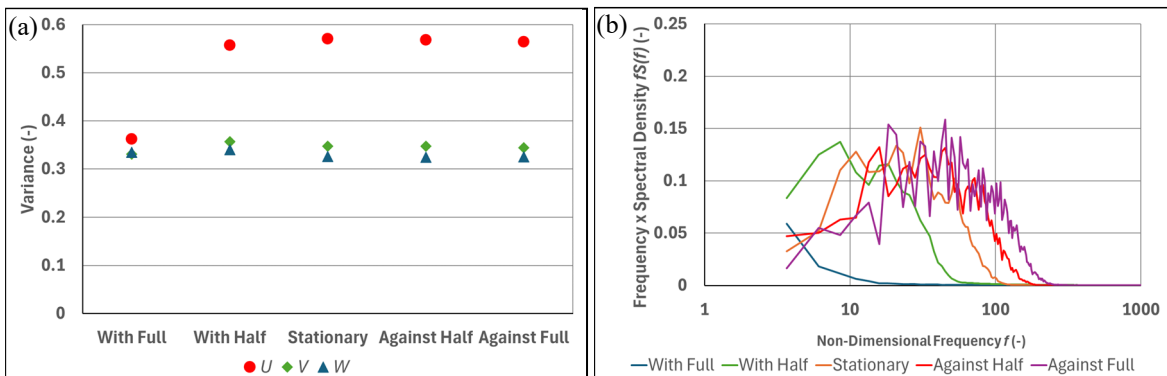 (a)
Variance (-)
0.6
0.5
0.4
0.3
0.2
0.1
0
With Full With Half Stationary Against Half Against Full
U V W
(b)
Frequency x Spectral Density fS(f) (-)
0.25
0.2
0.15
0.1
0.05
0
1 10 100 1000
Non-Dimensional Frequency f (-)
With Full With Half Stationary Against Half Against Full